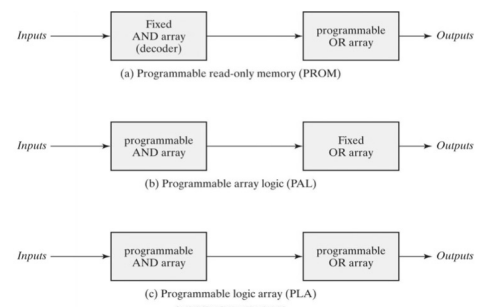 Inputs
Fixed
AND array
(decoder)
programmable
OR array
Outputs
(a) Programmable read-only memory (PROM)
Inputs
programmable
AND array
Fixed
OR array
Outputs
(b) Programmable array logic (PAL)
Inputs
programmable
AND array
programmable
OR array
Outputs
(c) Programmable logic array (PLA)